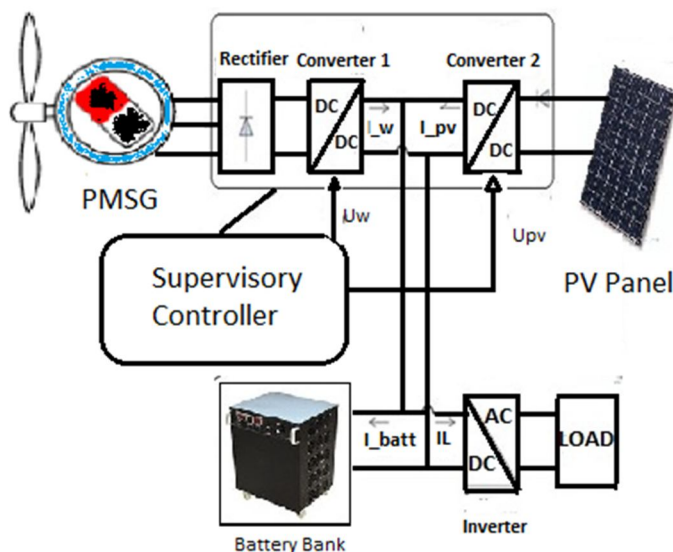 Rectifier
Converter 1
Converter 2
DC
DC
DC
DC
I_w
I_pv
PMSG
Uw
Upv
Supervisory
Controller
PV Panel
I_batt
IL
AC
DC
LOAD
Inverter
Battery Bank